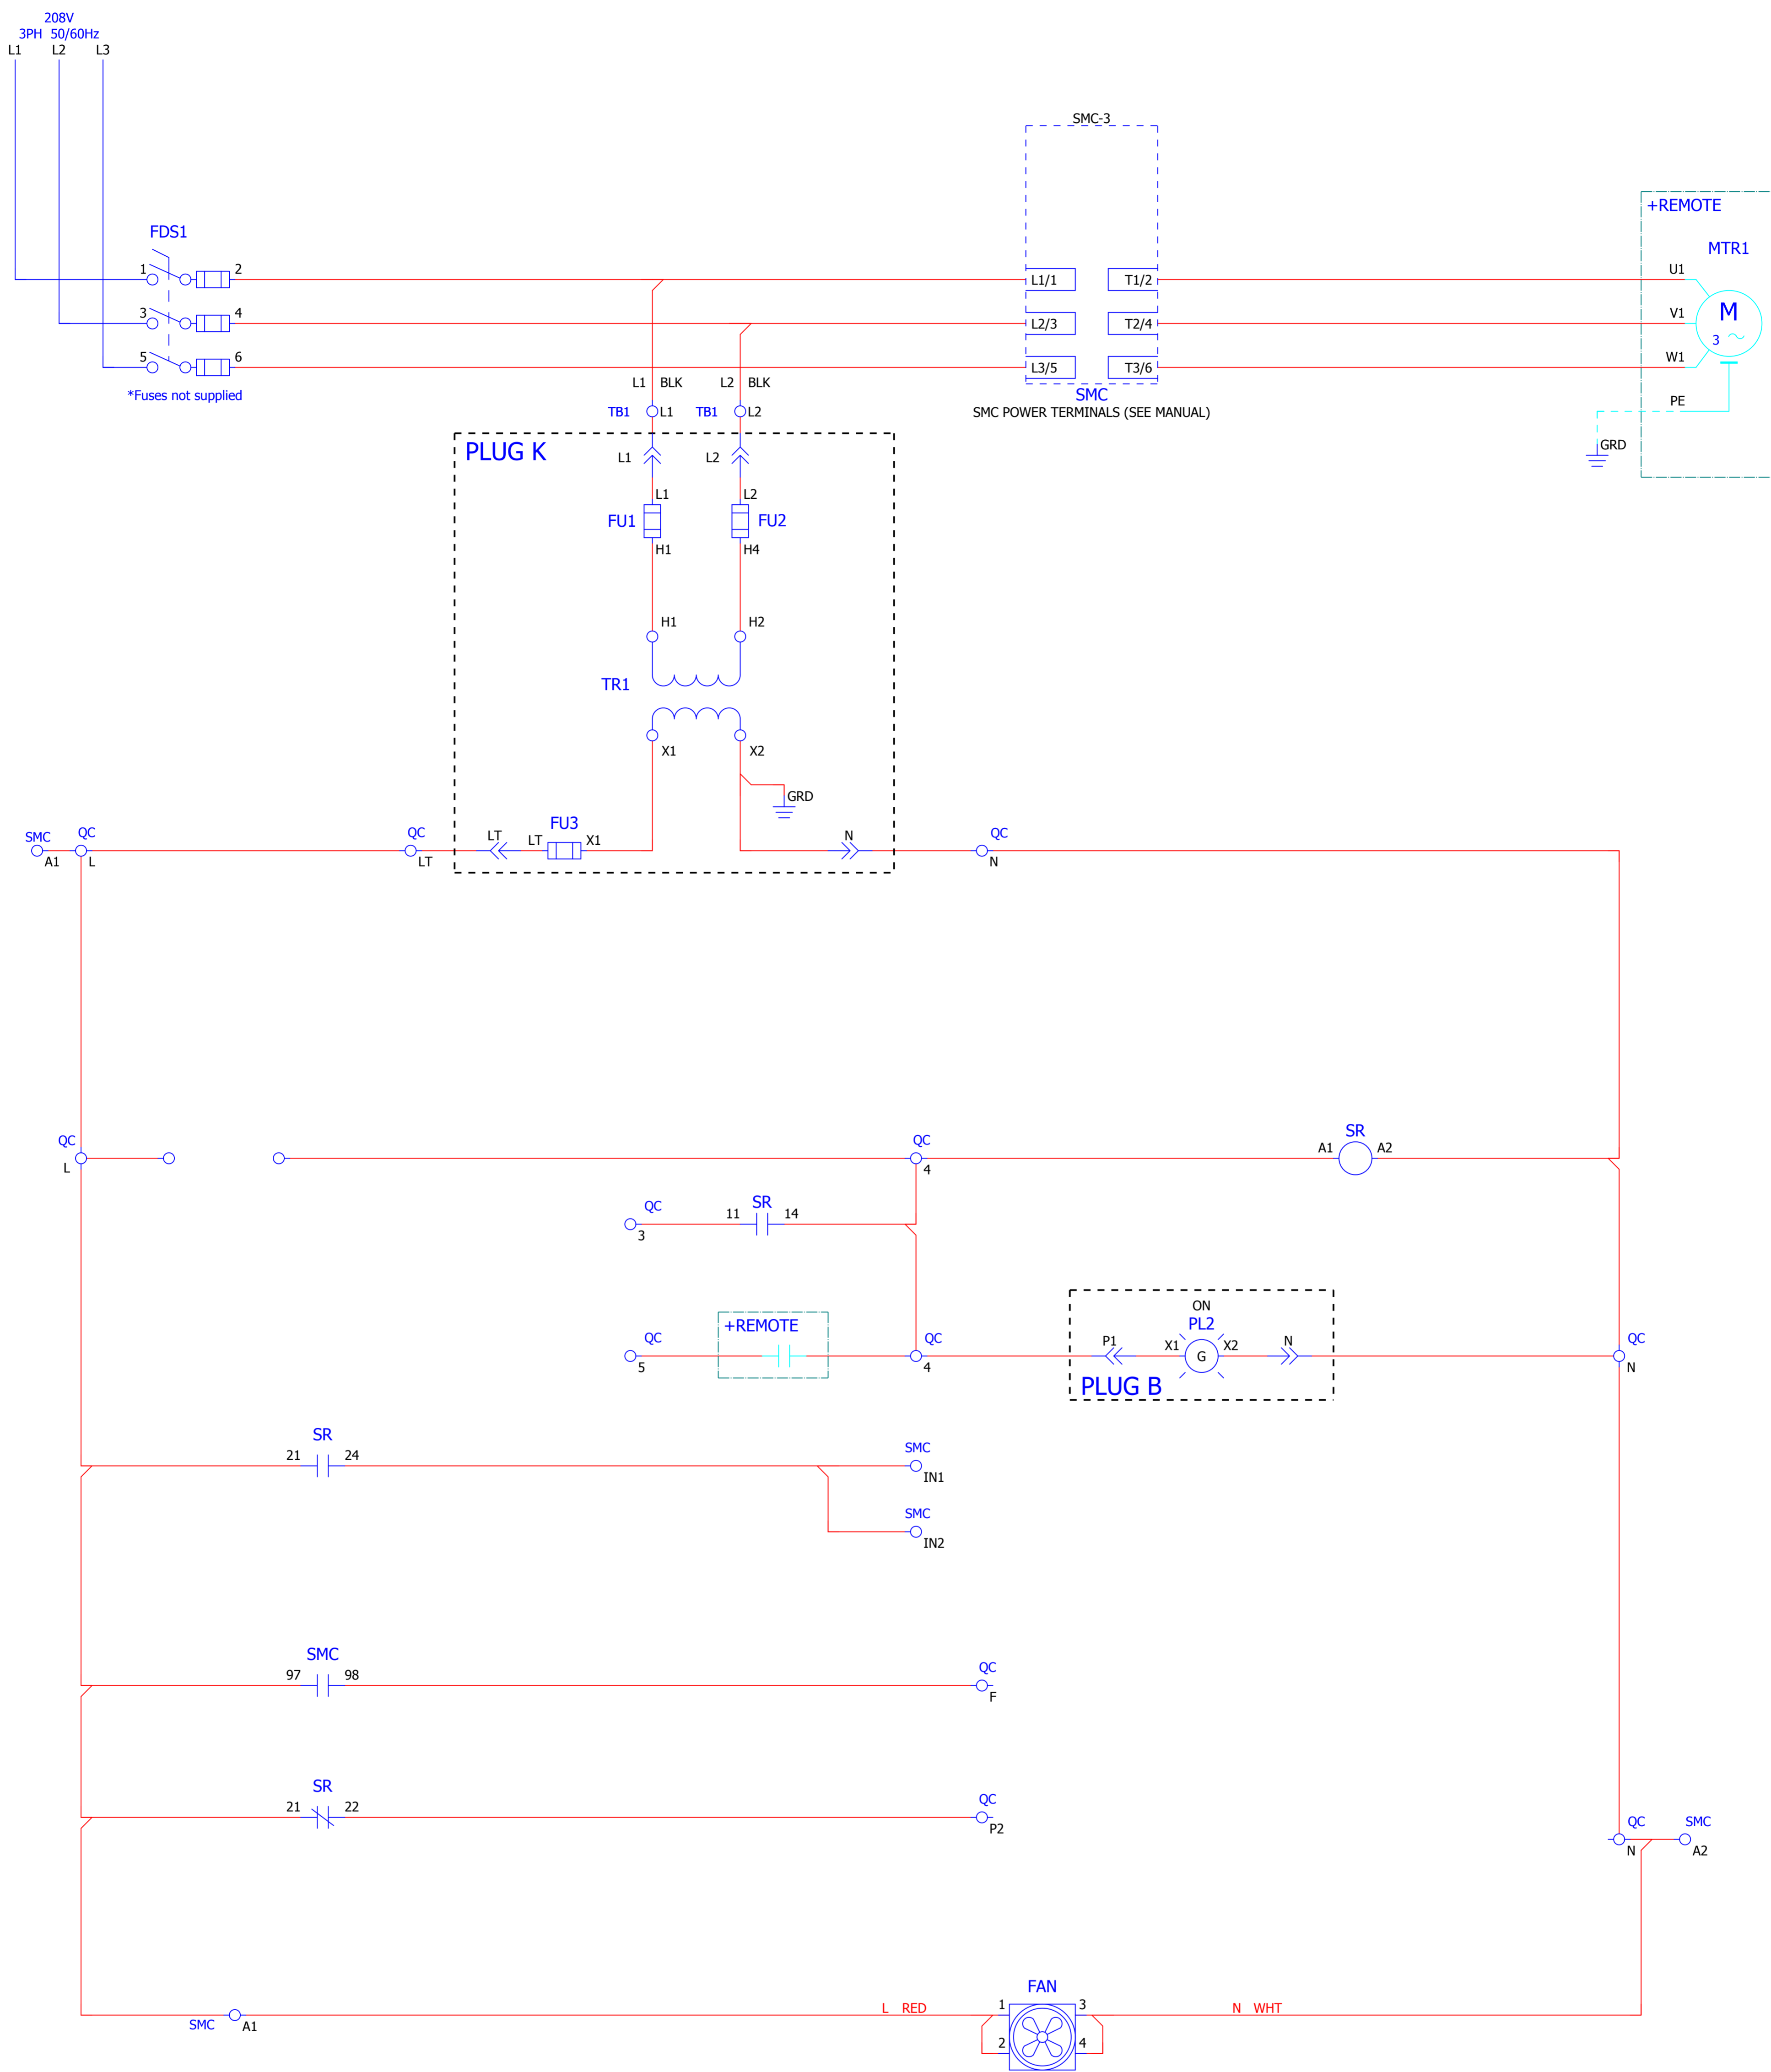 208V
3PH 50/60Hz
L1 L2 L3
SMC-3
+REMOTE
FDS1
MTR1
1 2 L1/1 T1/2 U1
3 4 L2/3 T2/4 V1 M
3
5 6 L3/5 T3/6 W1
*Fuses not supplied
L1 BLK L2 BLK
SMC
TB1 L1 TB1 L2
SMC POWER TERMINALS (SEE MANUAL)
PE
GRD
PLUG K
L1 L2
L1 L2
FU1 FU2
H1 H4
H1 H2
TR1
X1 X2
GRD
SMC QC QC LT LT FU3 X1 N QC
A1 L LT N
QC QC SR
A1 A2
L 4
QC 11 SR 14
3
+REMOTE
ON
PL2
QC QC P1 X1 G X2 N QC
5 4 N
PLUG B
SR SMC
21 24
IN1
SMC
IN2
SMC QC
97 98
F
SR QC
21 22
P2
QC SMC
N A2
FAN
L RED 1 3 N WHT
SMC A1
2 4